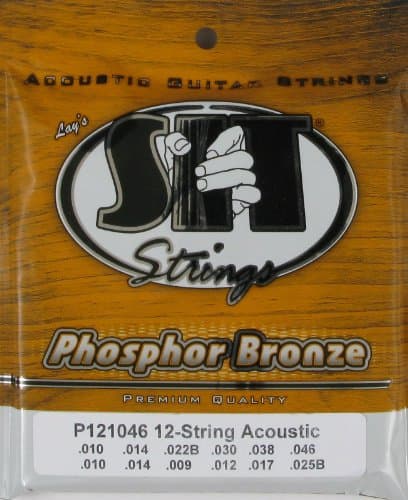 ACOUSTIC GUITAR STRINGS
Lay's
SIT®
Strings
Phosphor Bronze
PREMIUM QUALITY
P121046 12-String Acoustic
.010 .014 .022B .030 .038 .046
.010 .014 .009 .012 .017 .025B